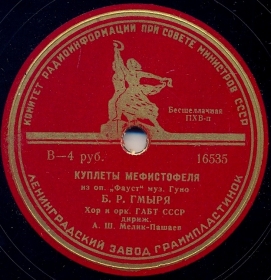 КОМИТЕТ РАДИОИНФОРМАЦИИ ПРИ СОВЕТЕ МИНИСТРОВ СССР
Бесшеллачная
ПХВ-п
В—4 руб.
16535
КУПЛЕТЫ МЕФИСТОФЕЛЯ
из оп. „Фауст" муз. Гуно
Б. Р. ГМЫРЯ
Хор и орк. ГАБТ СССР
дириж.
А. Ш. Мелик-Пашаев
ЛЕНИНГРАДСКИЙ ЗАВОД ГРАМПЛАСТИНОК